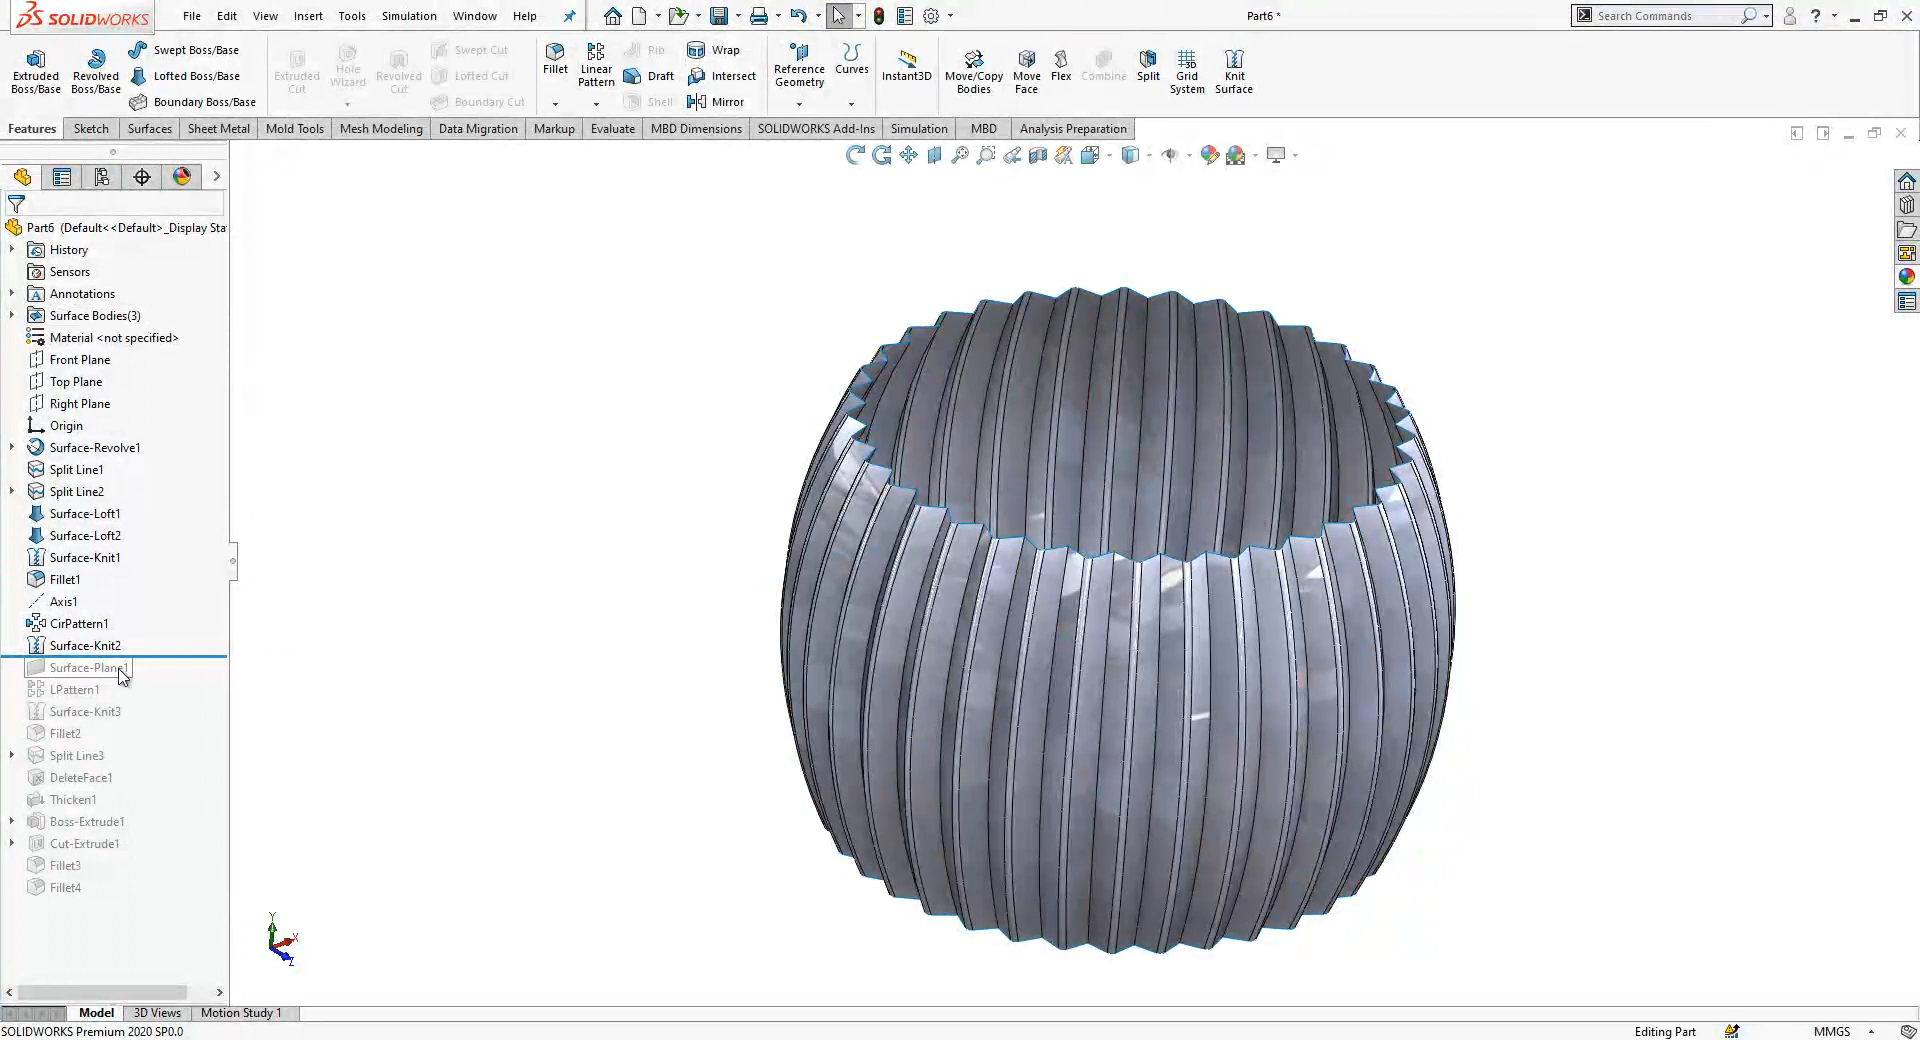 SOLIDWORKS File Edit View Insert Tools Simulation Window Help Part6 * Search Commands
Extruded Boss/Base
Revolved Boss/Base
Swept Boss/Base
Lofted Boss/Base
Boundary Boss/Base
Extruded Cut
Hole Wizard
Revolved Cut
Swept Cut
Lofted Cut
Boundary Cut
Fillet
Linear Pattern
Rib
Draft
Shell
Wrap
Intersect
Mirror
Reference Geometry
Curves
Instant3D
Move/Copy Bodies
Move Face
Flex
Combine
Split
Grid System
Knit Surface
Features Sketch Surfaces Sheet Metal Mold Tools Mesh Modeling Data Migration Markup Evaluate MBD Dimensions SOLIDWORKS Add-Ins Simulation MBD Analysis Preparation
Part6 (Default<<Default>_Display Sta
History
Sensors
Annotations
Surface Bodies(3)
Material <not specified>
Front Plane
Top Plane
Right Plane
Origin
Surface-Revolve1
Split Line1
Split Line2
Surface-Loft1
Surface-Loft2
Surface-Knit1
Fillet1
Axis1
CirPattern1
Surface-Knit2
Surface-Plane1
LPattern1
Surface-Knit3
Fillet2
Split Line3
DeleteFace1
Thicken1
Boss-Extrude1
Cut-Extrude1
Fillet3
Fillet4
Y
X
Z
Model 3D Views Motion Study 1
SOLIDWORKS Premium 2020 SP0.0 Editing Part MMGS